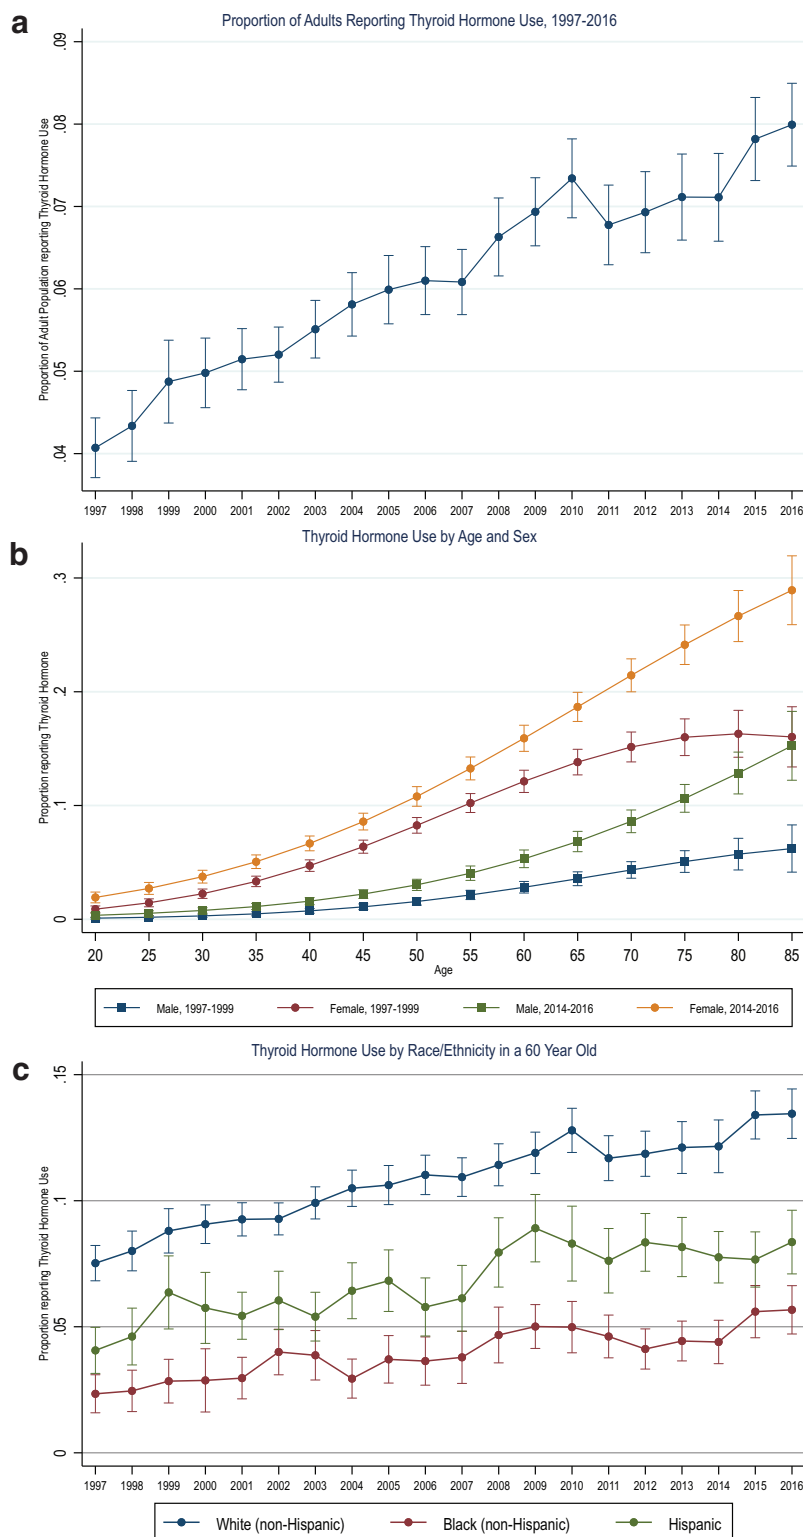 a
Proportion of Adults Reporting Thyroid Hormone Use, 1997-2016
Proportion of Adult Population reporting Thyroid Hormone Use
.09
.08
.07
.06
.05
.04
1997 1998 1999 2000 2001 2002 2003 2004 2005 2006 2007 2008 2009 2010 2011 2012 2013 2014 2015 2016
b
Thyroid Hormone Use by Age and Sex
Proportion reporting Thyroid Hormone
.3
.2
.1
0
20 25 30 35 40 45 50 55 60 65 70 75 80 85
Age
Male, 1997-1999 Female, 1997-1999 Male, 2014-2016 Female, 2014-2016
c
Thyroid Hormone Use by Race/Ethnicity in a 60 Year Old
Proportion reporting Thyroid Hormone Use
.15
.1
.05
0
1997 1998 1999 2000 2001 2002 2003 2004 2005 2006 2007 2008 2009 2010 2011 2012 2013 2014 2015 2016
White (non-Hispanic) Black (non-Hispanic) Hispanic